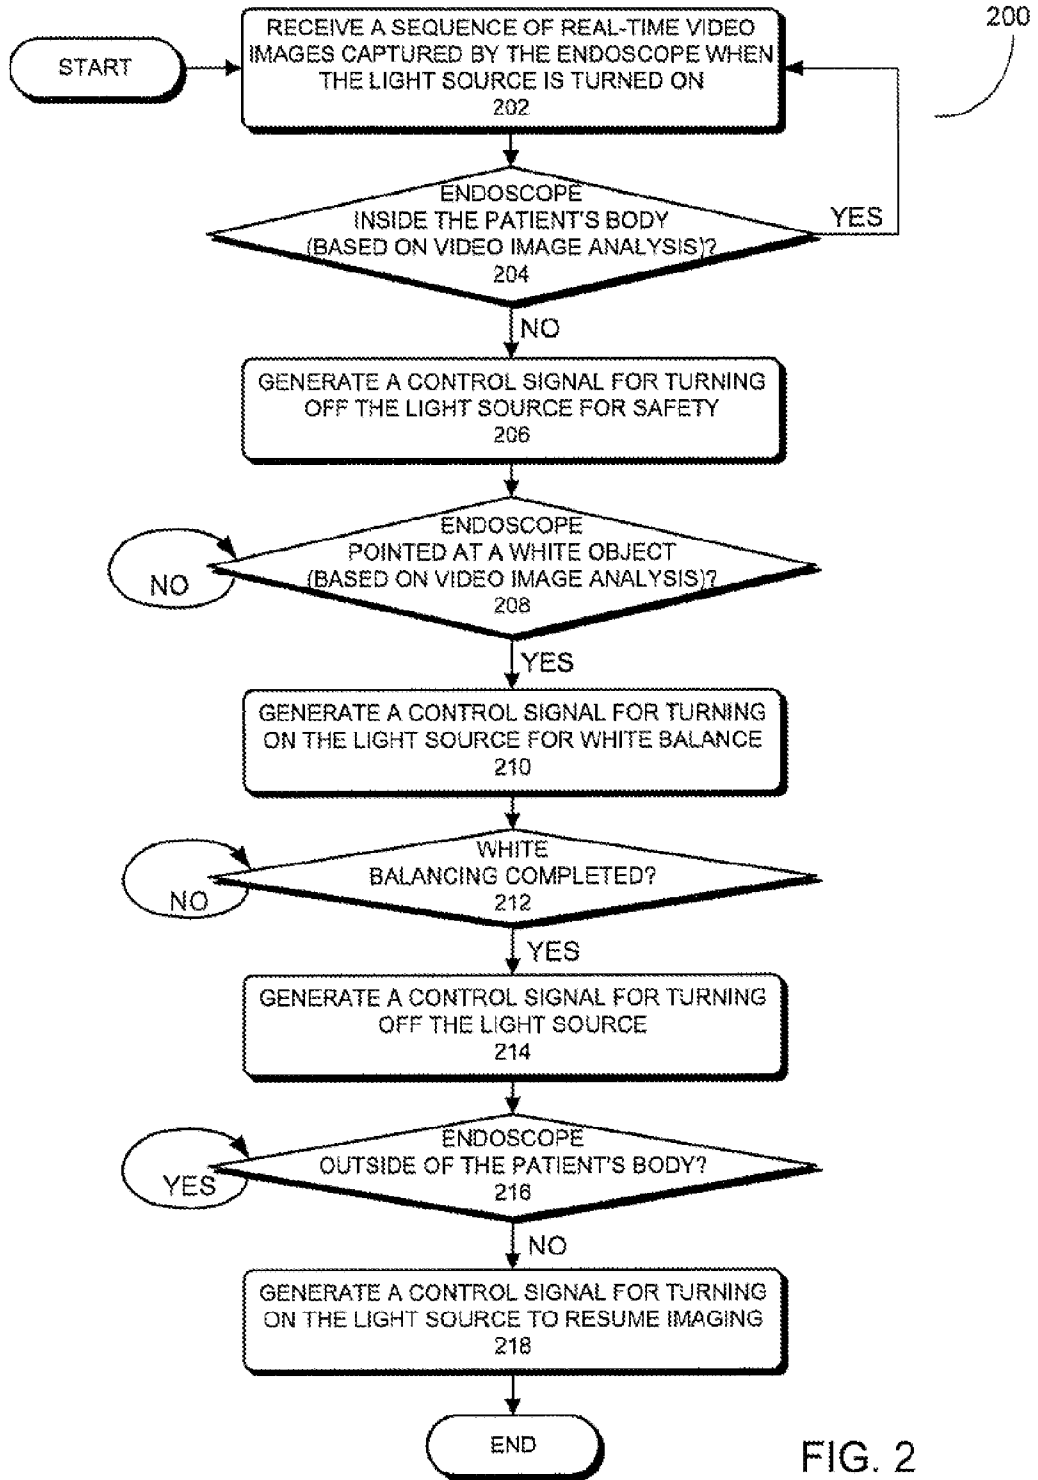 200
START
RECEIVE A SEQUENCE OF REAL-TIME VIDEO
IMAGES CAPTURED BY THE ENDOSCOPE WHEN
THE LIGHT SOURCE IS TURNED ON
202
ENDOSCOPE
INSIDE THE PATIENT'S BODY
(BASED ON VIDEO IMAGE ANALYSIS)?
204
YES
NO
GENERATE A CONTROL SIGNAL FOR TURNING
OFF THE LIGHT SOURCE FOR SAFETY
206
ENDOSCOPE
POINTED AT A WHITE OBJECT
(BASED ON VIDEO IMAGE ANALYSIS)?
208
NO
YES
GENERATE A CONTROL SIGNAL FOR TURNING
ON THE LIGHT SOURCE FOR WHITE BALANCE
210
WHITE
BALANCING COMPLETED?
212
NO
YES
GENERATE A CONTROL SIGNAL FOR TURNING
OFF THE LIGHT SOURCE
214
ENDOSCOPE
OUTSIDE OF THE PATIENT'S BODY?
216
YES
NO
GENERATE A CONTROL SIGNAL FOR TURNING
ON THE LIGHT SOURCE TO RESUME IMAGING
218
END
FIG. 2